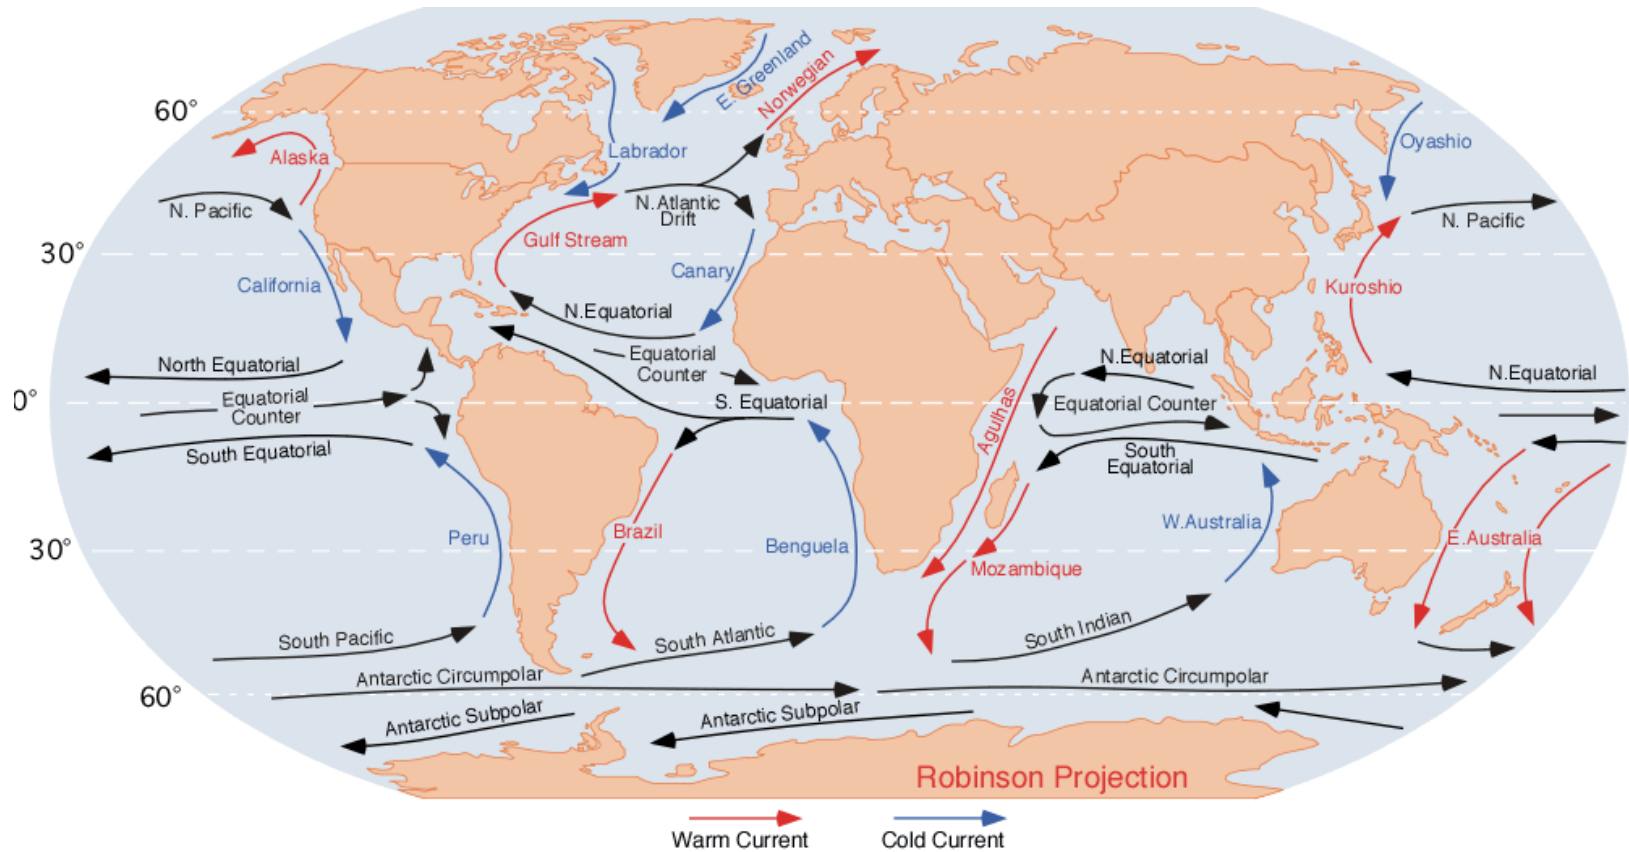 E. Greenland
Norwegian
60°
Labrador
Oyashio
Alaska
N. Pacific
N.Atlantic
Drift
N. Pacific
Gulf Stream
30°
Canary
California
Kuroshio
N.Equatorial
North Equatorial
Equatorial
Counter
N.Equatorial
N.Equatorial
0°
Equatorial
Counter
S. Equatorial
Equatorial Counter
Agulhas
South Equatorial
South
Equatorial
Peru
Brazil
Benguela
W.Australia
E.Australia
30°
Mozambique
South Pacific
South Atlantic
South Indian
Antarctic Circumpolar
Antarctic Circumpolar
60°
Antarctic Subpolar
Antarctic Subpolar
Robinson Projection
Warm Current
Cold Current